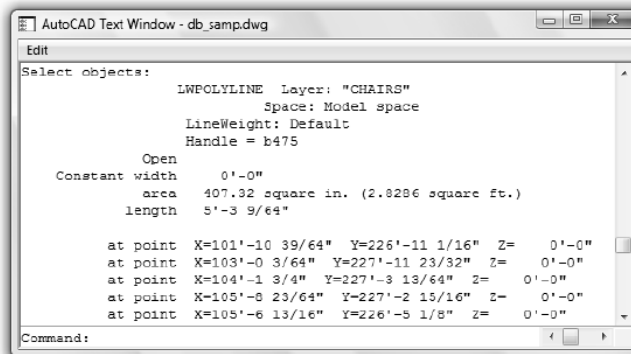 AutoCAD Text Window - db_samp.dwg
Edit
Select objects:
LWPOLYLINE Layer: "CHAIRS"
Space: Model space
LineWeight: Default
Handle = b475
Open
Constant width 0'-0"
area 407.32 square in. (2.8286 square ft.)
length 5'-3 9/64"
at point X=101'-10 39/64" Y=226'-11 1/16" Z= 0'-0"
at point X=103'-0 3/64" Y=227'-11 23/32" Z= 0'-0"
at point X=104'-1 3/4" Y=227'-3 13/64" Z= 0'-0"
at point X=105'-8 23/64" Y=227'-2 15/16" Z= 0'-0"
at point X=105'-6 13/16" Y=226'-5 1/8" Z= 0'-0"
Command: